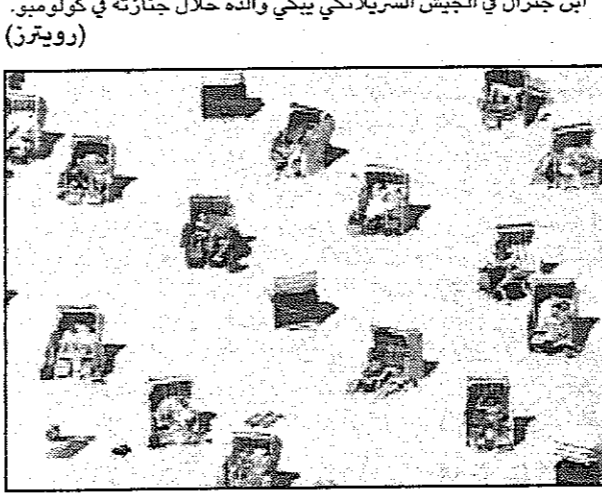 ابن جنرال في الجيش السريلانكي يبكي والده خلال جنازته في كولومبو.
(رويترز)